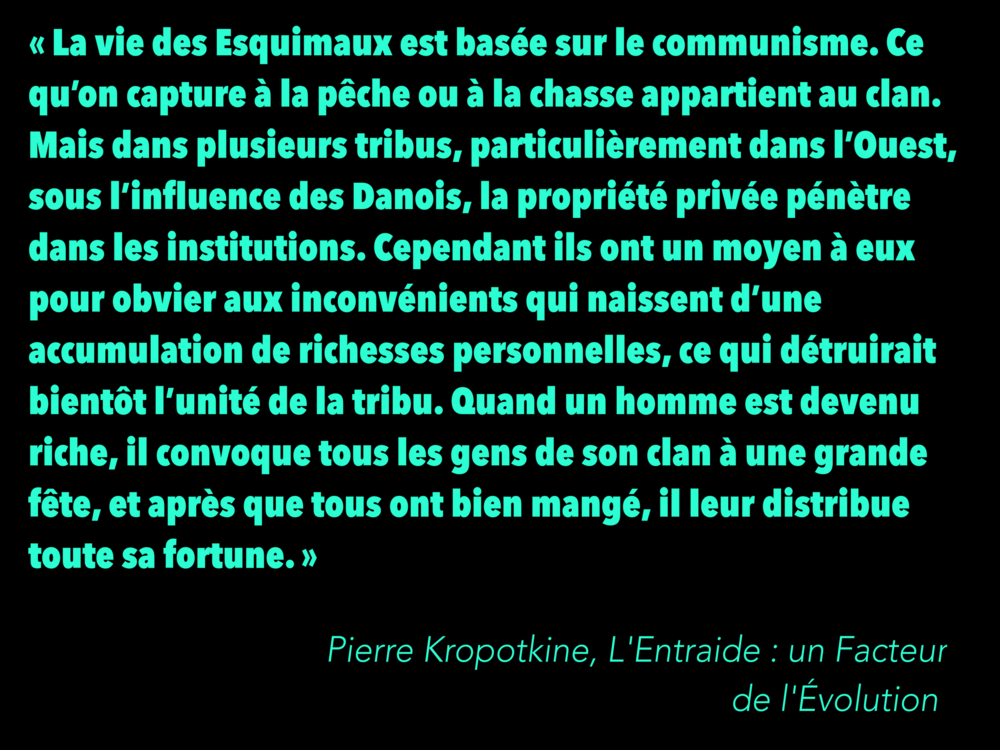 « La vie des Esquimaux est basée sur le communisme. Ce
qu’on capture à la pêche ou à la chasse appartient au clan.
Mais dans plusieurs tribus, particulièrement dans l’Ouest,
sous l’influence des Danois, la propriété privée pénètre
dans les institutions. Cependant ils ont un moyen à eux
pour obvier aux inconvénients qui naissent d’une
accumulation de richesses personnelles, ce qui détruirait
bientôt l’unité de la tribu. Quand un homme est devenu
riche, il convoque tous les gens de son clan à une grande
fête, et après que tous ont bien mangé, il leur distribue
toute sa fortune. »
Pierre Kropotkine, L'Entraide : un Facteur
de l'Évolution